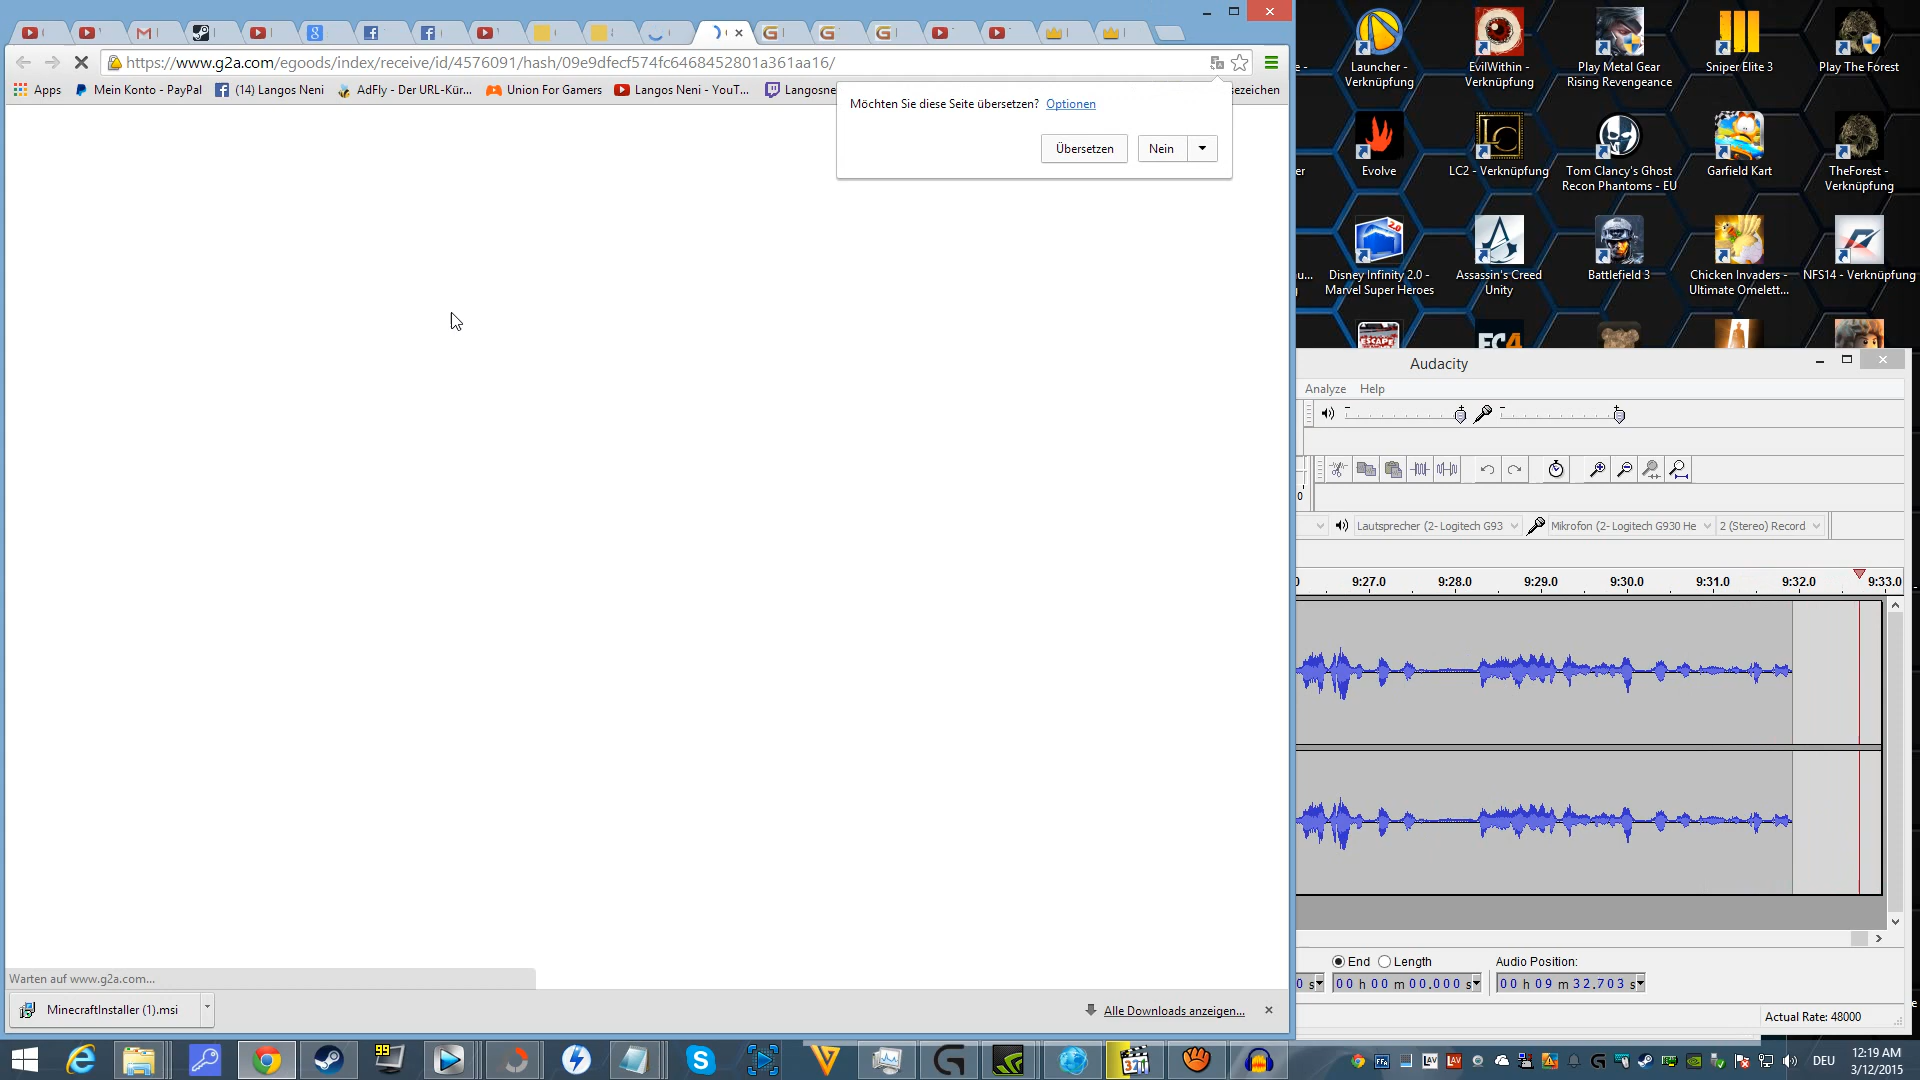 https://www.g2a.com/egoods/index/receive/id/4576091/hash/09e9dfecf574fc6468452801a361aa16/
Apps
Mein Konto - PayPal
(14) Langos Neni
AdFly - Der URL-Kür...
Union For Gamers
Langos Neni - YouT...
Langosne
sezeichen
Möchten Sie diese Seite übersetzen? Optionen
Übersetzen
Nein
Launcher -
Verknüpfung
EvilWithin -
Verknüpfung
Play Metal Gear
Rising Revengeance
Sniper Elite 3
Play The Forest
Evolve
LC2 - Verknüpfung
Tom Clancy's Ghost
Recon Phantoms - EU
Garfield Kart
TheForest -
Verknüpfung
Disney Infinity 2.0 -
Marvel Super Heroes
Assassin's Creed
Unity
Battlefield 3
Chicken Invaders -
Ultimate Omelett...
NFS14 - Verknüpfung
Audacity
Analyze Help
Lautsprecher (2- Logitech G93
Mikrofon (2- Logitech G930 He
2 (Stereo) Record
9:27.0 9:28.0 9:29.0 9:30.0 9:31.0 9:32.0 9:33.0
End Length
Audio Position:
00 h 00 m 00.000 s
00 h 09 m 32.703 s
Actual Rate: 48000
Warten auf www.g2a.com...
MinecraftInstaller (1).msi
Alle Downloads anzeigen...
DEU
12:19 AM
3/12/2015